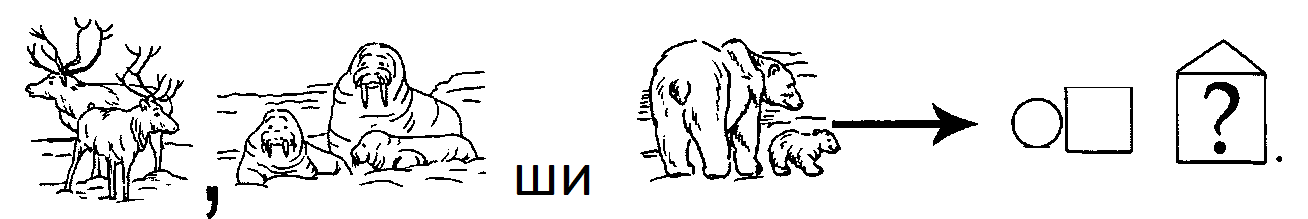 , ши ? .